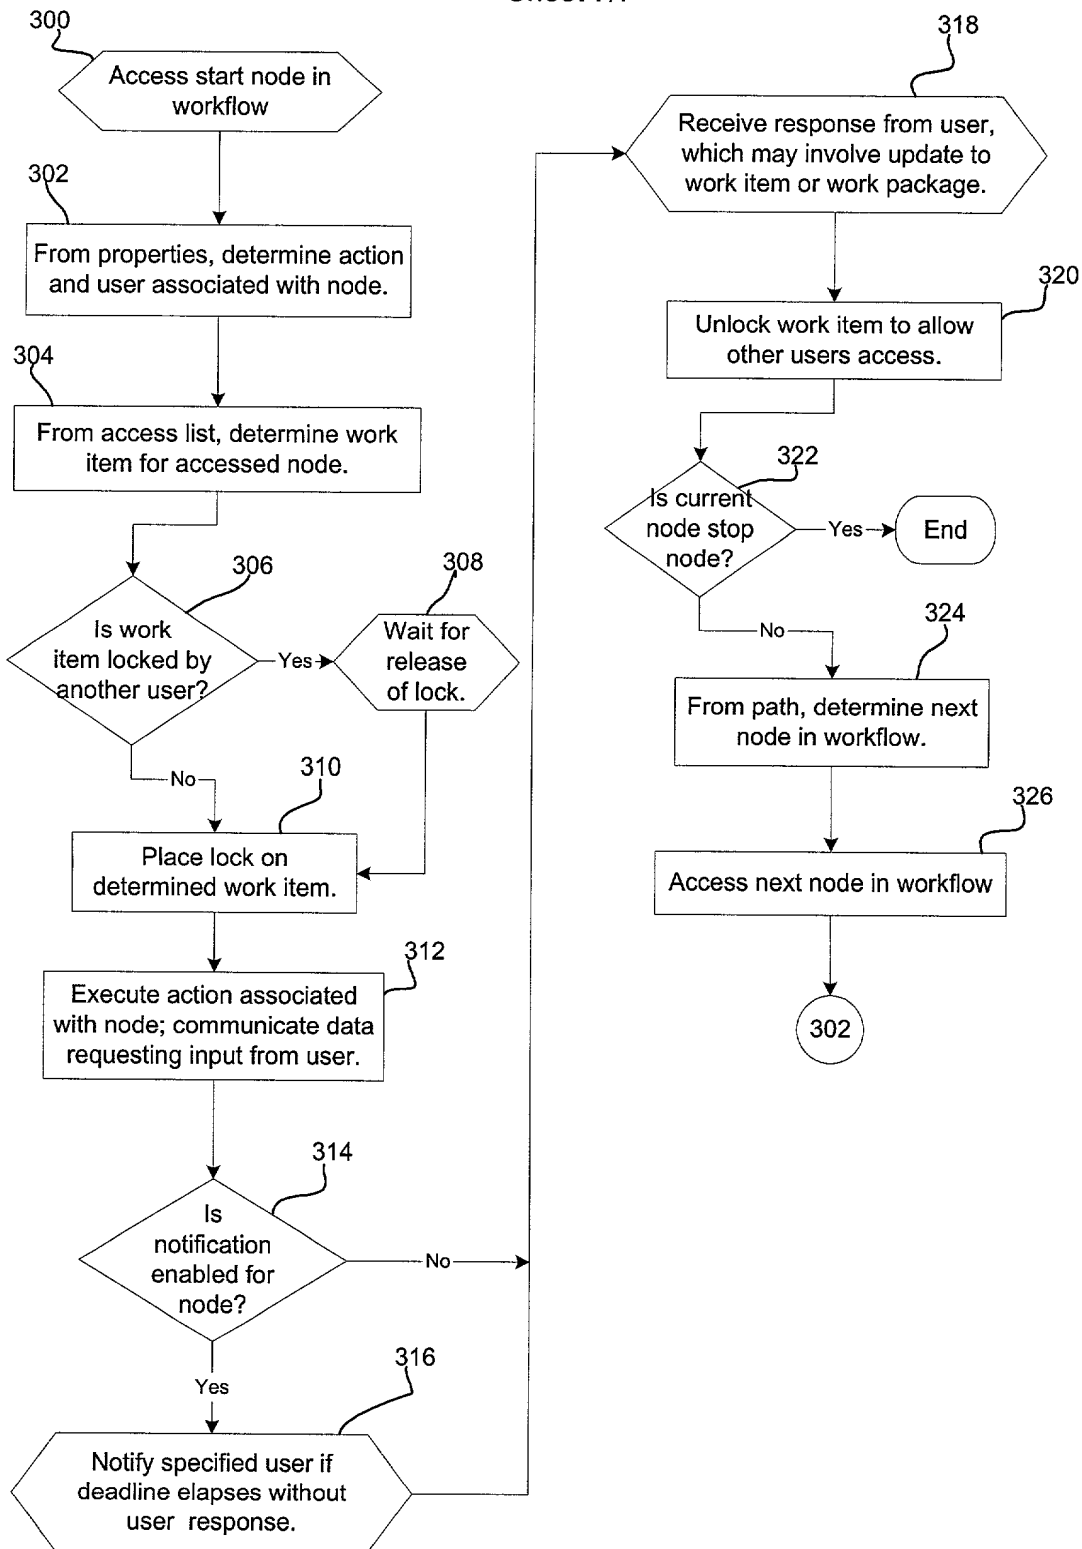 300
Access start node in
workflow
302
From properties, determine action
and user associated with node.
304
From access list, determine work
item for accessed node.
306
Is work
item locked by
another user?
Yes
308
Wait for
release
of lock.
No
310
Place lock on
determined work item.
312
Execute action associated
with node; communicate data
requesting input from user.
314
Is
notification
enabled for
node?
No
Yes
316
Notify specified user if
deadline elapses without
user response.
318
Receive response from user,
which may involve update to
work item or work package.
320
Unlock work item to allow
other users access.
322
Is current
node stop
node?
Yes
End
No
324
From path, determine next
node in workflow.
326
Access next node in workflow
302